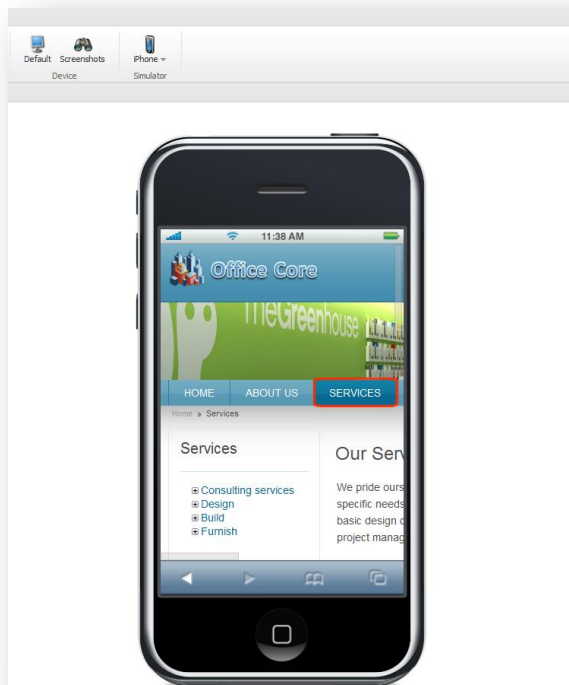 Default Screenshots iPhone
Device Simulator
11:38 AM
Office Core
TheGreenhouse
HOME ABOUT US SERVICES
Home » Services
Services
Our Serv
Consulting services
Design
Build
Furnish
We pride ours
specific needs
basic design
project manag